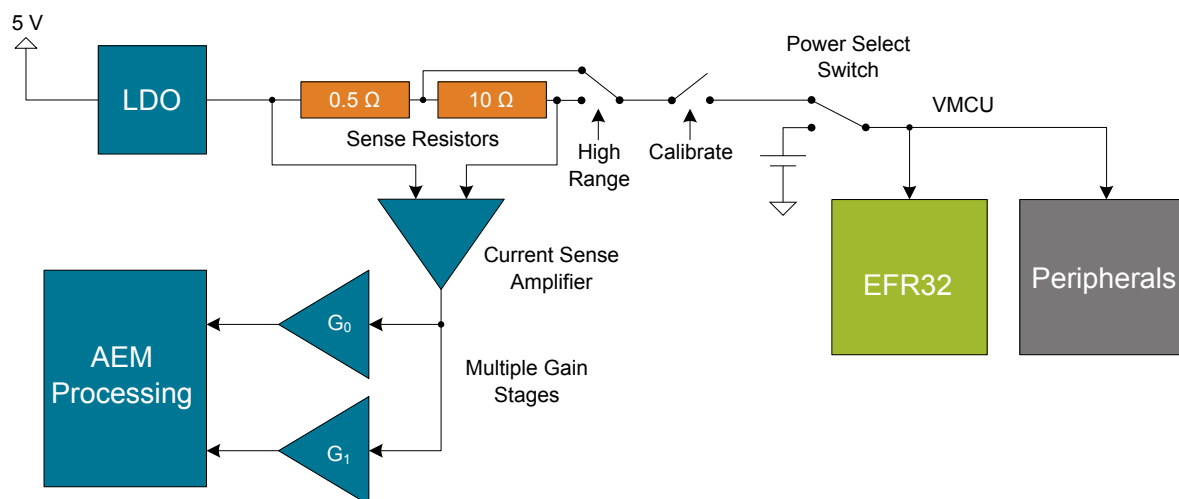 5 V
LDO
0.5 Ω
10 Ω
Sense Resistors
High
Range
Calibrate
Power Select
Switch
VMCU
Current Sense
Amplifier
EFR32
Peripherals
AEM
Processing
G0
Multiple Gain
Stages
G1